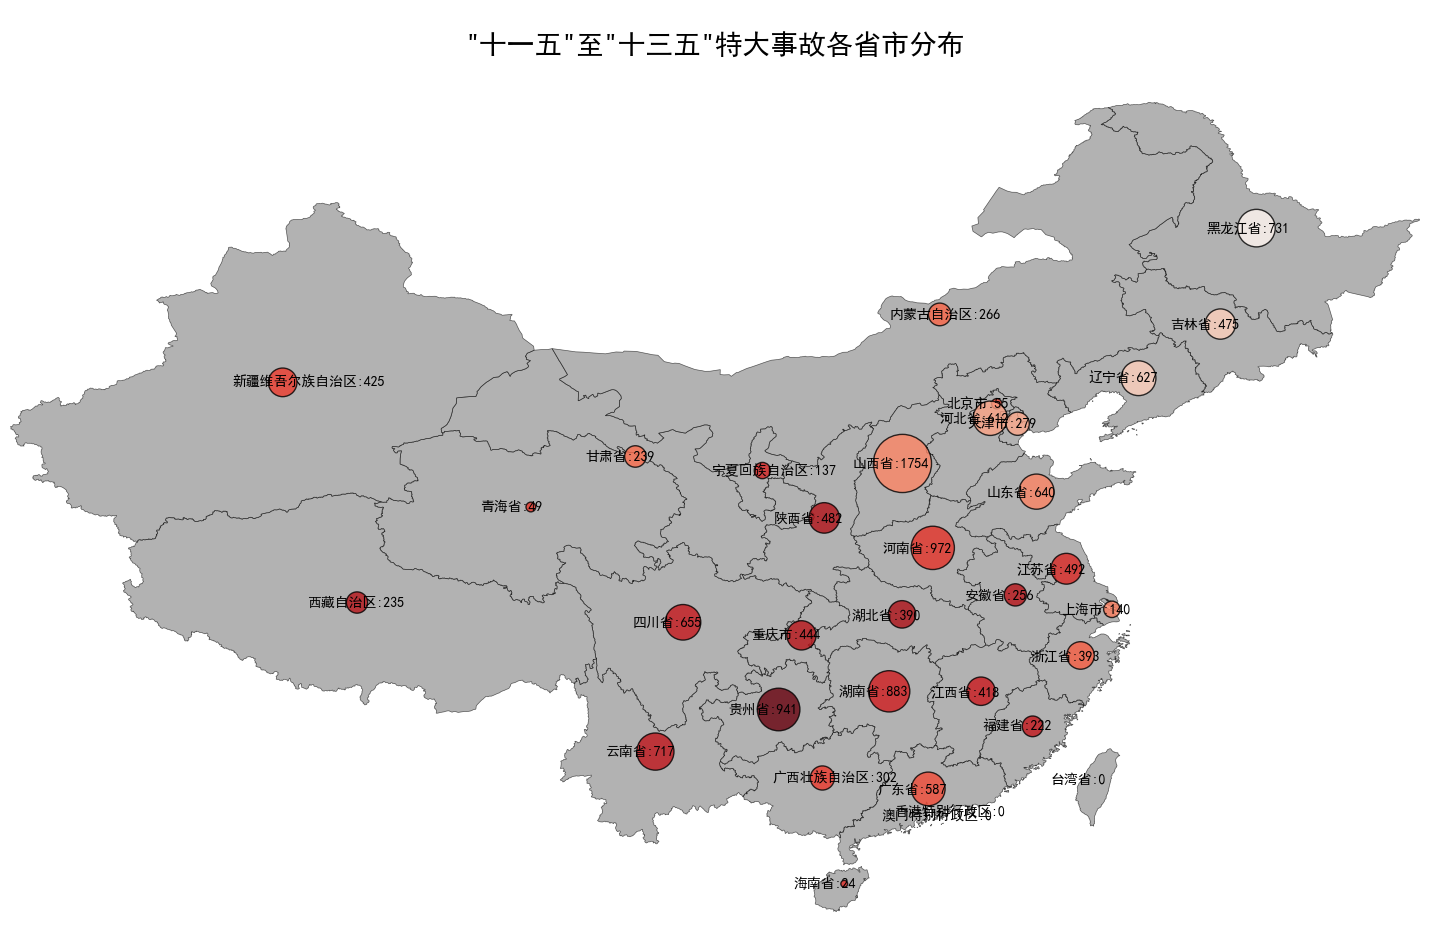 "十一五"至"十三五"特大事故各省市分布
黑龙江省:731
内蒙古自治区:266
吉林省:475
辽宁省:627
新疆维吾尔族自治区:425
北京市:55
河北省:612
天津市:279
甘肃省:239
山西省:1754
宁夏回族自治区:137
山东省:640
青海省:49
陕西省:482
河南省:972
江苏省:492
安徽省:256
西藏自治区:235
上海市:140
湖北省:390
四川省:655
重庆市:444
浙江省:393
湖南省:883
江西省:418
贵州省:941
福建省:222
云南省:717
广西壮族自治区:302
台湾省:0
广东省:587
香港特别行政区:0
澳门特别行政区:0
海南省:24